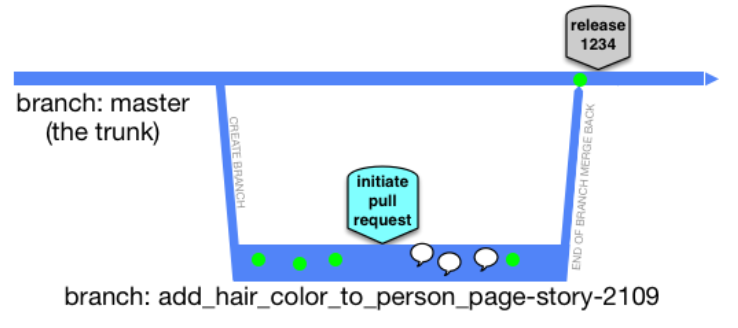 release
1234
branch: master
(the trunk)
CREATE BRANCH
initiate
pull
request
END OF BRANCH MERGE BACK
branch: add_hair_color_to_person_page-story-2109